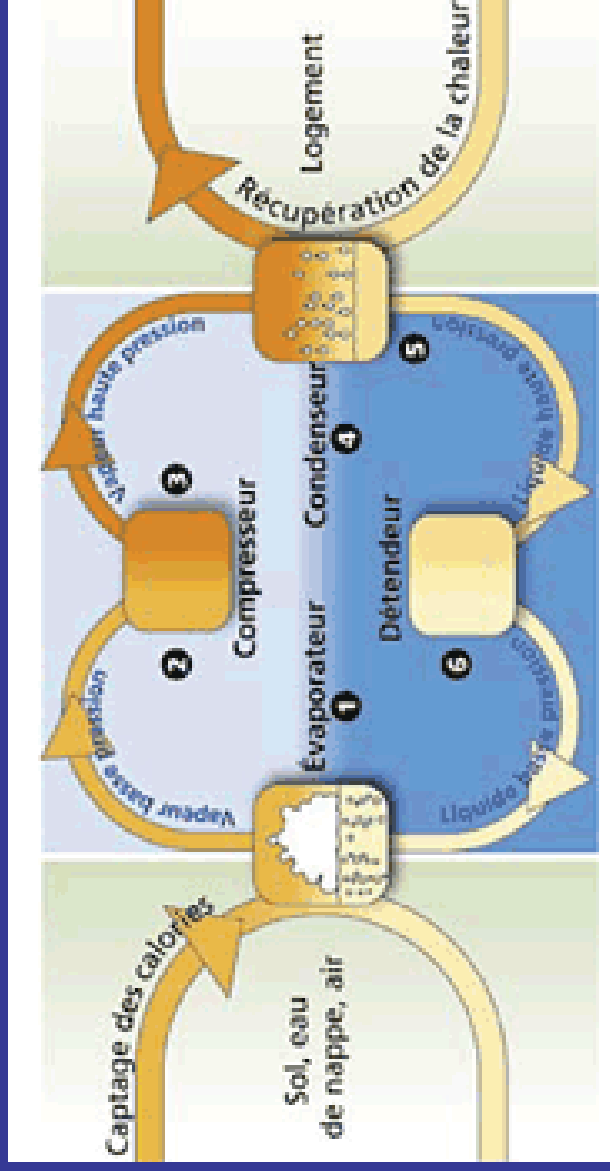 Captage des calories
Sol, eau
de nappe, air
Vapeur basse pression
Vapeur haute pression
2
3
Compresseur
Évaporateur
Condenseur
1
4
Détendeur
6
5
Liquide basse pression
Liquide haute pression
Récupération de la chaleur
Logement